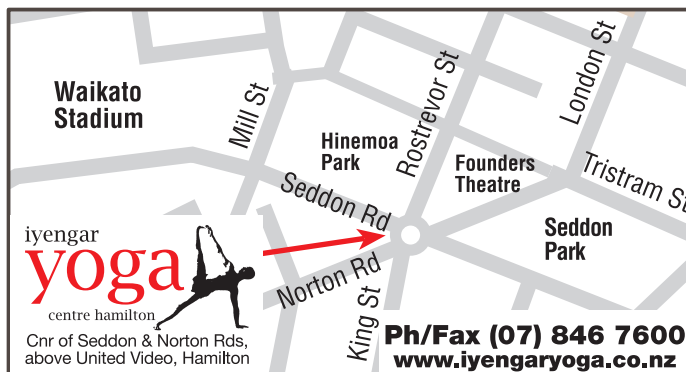 Waikato
Stadium
Mill St
Hinemoa
Park
Rostrevor St
London St
Founders
Theatre
Tristram St
Seddon Rd
Seddon
Park
Norton Rd
King St
iyengar
yoga
centre hamilton
Cnr of Seddon & Norton Rds,
above United Video, Hamilton
Ph/Fax (07) 846 7600
www.iyengaryoga.co.nz